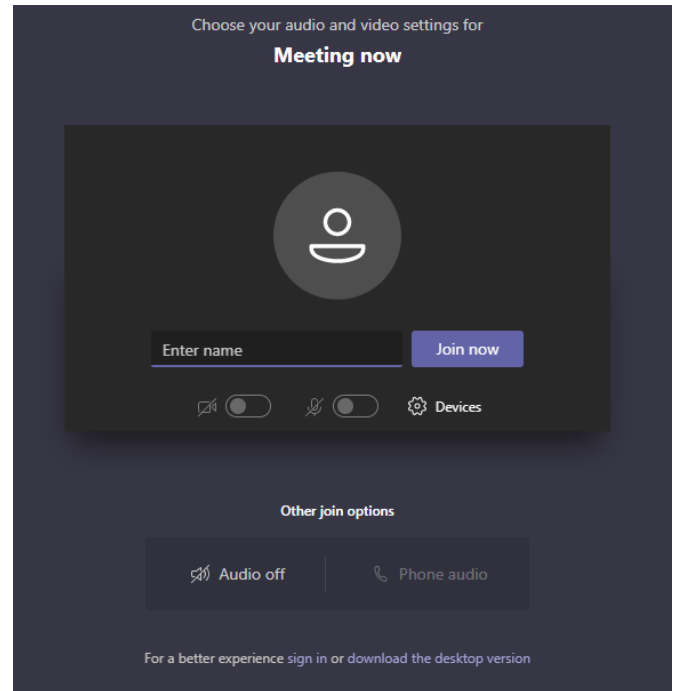 Choose your audio and video settings for
Meeting now
Enter name
Join now
Devices
Other join options
Audio off
Phone audio
For a better experience sign in or download the desktop version